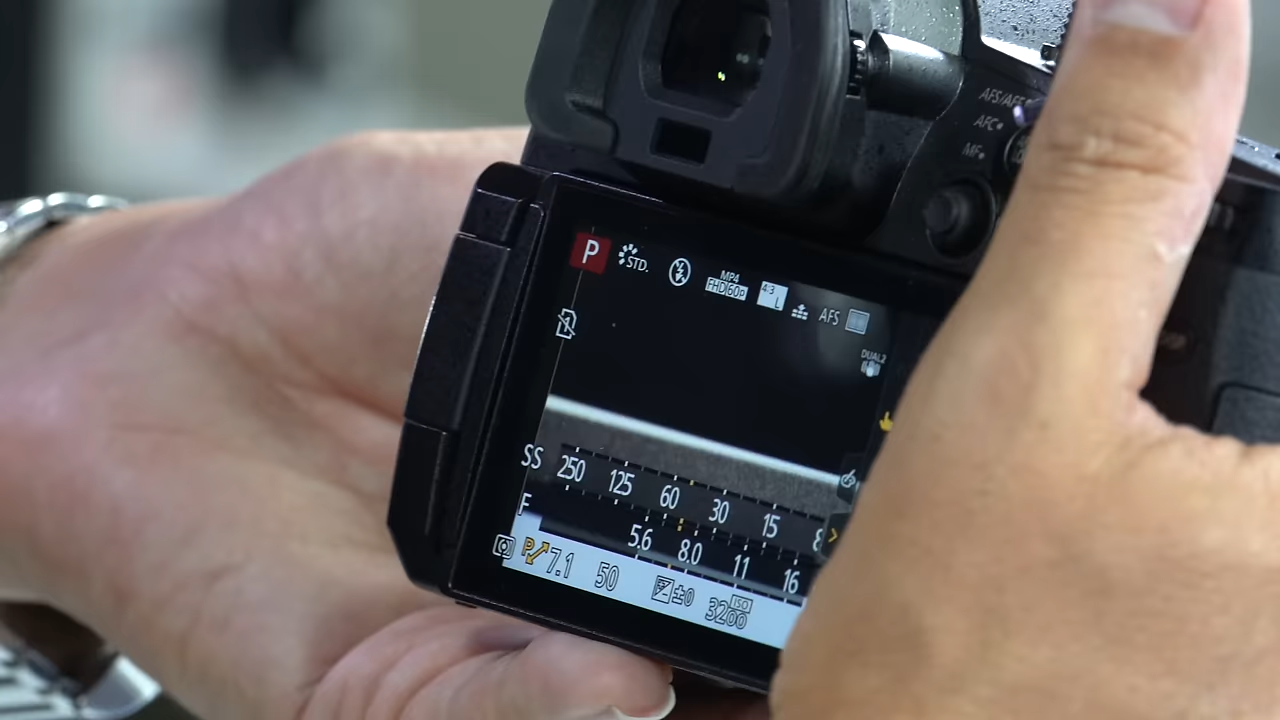 AFS/AFF
AFC
MF
P STD. MP4 FHD 60p 4:3 L AFS
DUAL2
SS 250 125 60 30 15 8
F 5.6 8.0 11 16
P 7.1 50 ±0 ISO 3200